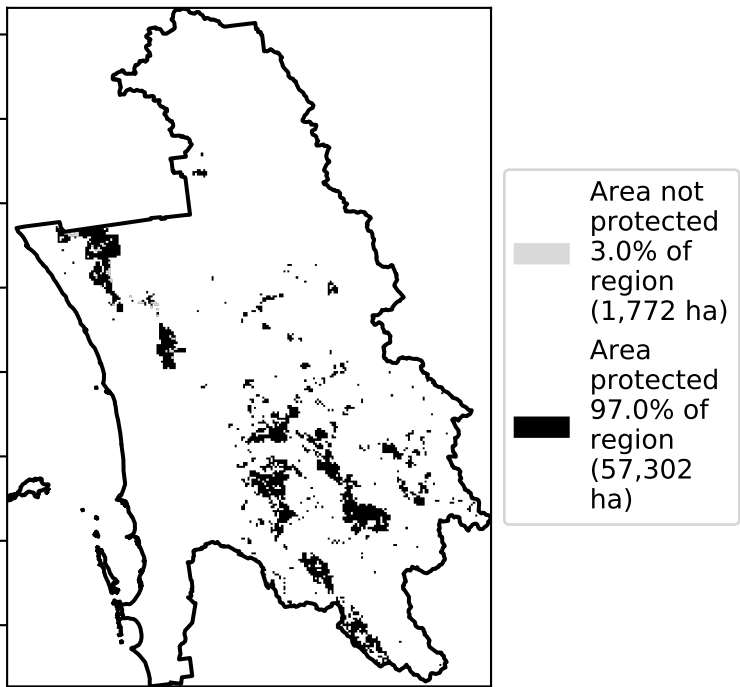 Area not
protected
3.0% of
region
(1,772 ha)
Area
protected
97.0% of
region
(57,302
ha)